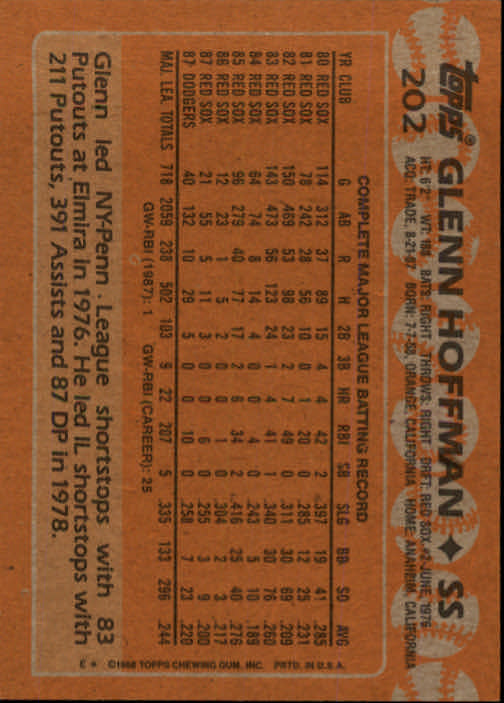 Topps® GLENN HOFFMAN ◆ SS
202
HT: 6'2" WT: 188 BATS: RIGHT THROWS: RIGHT DRAFT: RED SOX #2-JUNE, 1976
ACQ: TRADE, 8-21-87 BORN: 7-7-58, ORANGE, CALIFORNIA HOME: ANAHEIM, CALIFORNIA
COMPLETE MAJOR LEAGUE BATTING RECORD
YR CLUB G AB R H 2B 3B HR RBI SB SLG BB SO AVG
80 RED SOX 114 312 37 89 15 4 4 42 2 .397 19 41 .285
81 RED SOX 78 242 28 56 10 0 1 20 0 .285 12 25 .231
82 RED SOX 150 469 53 98 23 2 7 49 0 .311 30 69 .209
83 RED SOX 143 473 56 123 24 1 4 41 1 .340 30 76 .260
84 RED SOX 64 74 8 14 4 0 0 4 0 .243 5 10 .189
85 RED SOX 96 279 40 77 17 2 6 34 2 .416 25 40 .276
86 RED SOX 12 23 1 5 2 0 0 1 0 .304 2 3 .217
87 RED SOX 21 55 5 11 3 0 0 6 0 .255 3 9 .200
87 DODGERS 40 132 10 29 5 0 0 10 0 .258 7 23 .220
MAJ. LEA. TOTALS 718 2059 238 502 103 9 22 207 5 .335 133 296 .244
GW-RBI (1987): 1 GW-RBI (CAREER): 25
Glenn led NY-Penn. League shortstops with 83
Putouts at Elmira in 1976. He led IL shortstops with
211 Putouts, 391 Assists and 87 DP in 1978.
E* ©1988 TOPPS CHEWING GUM, INC. PRTD. IN U.S.A.